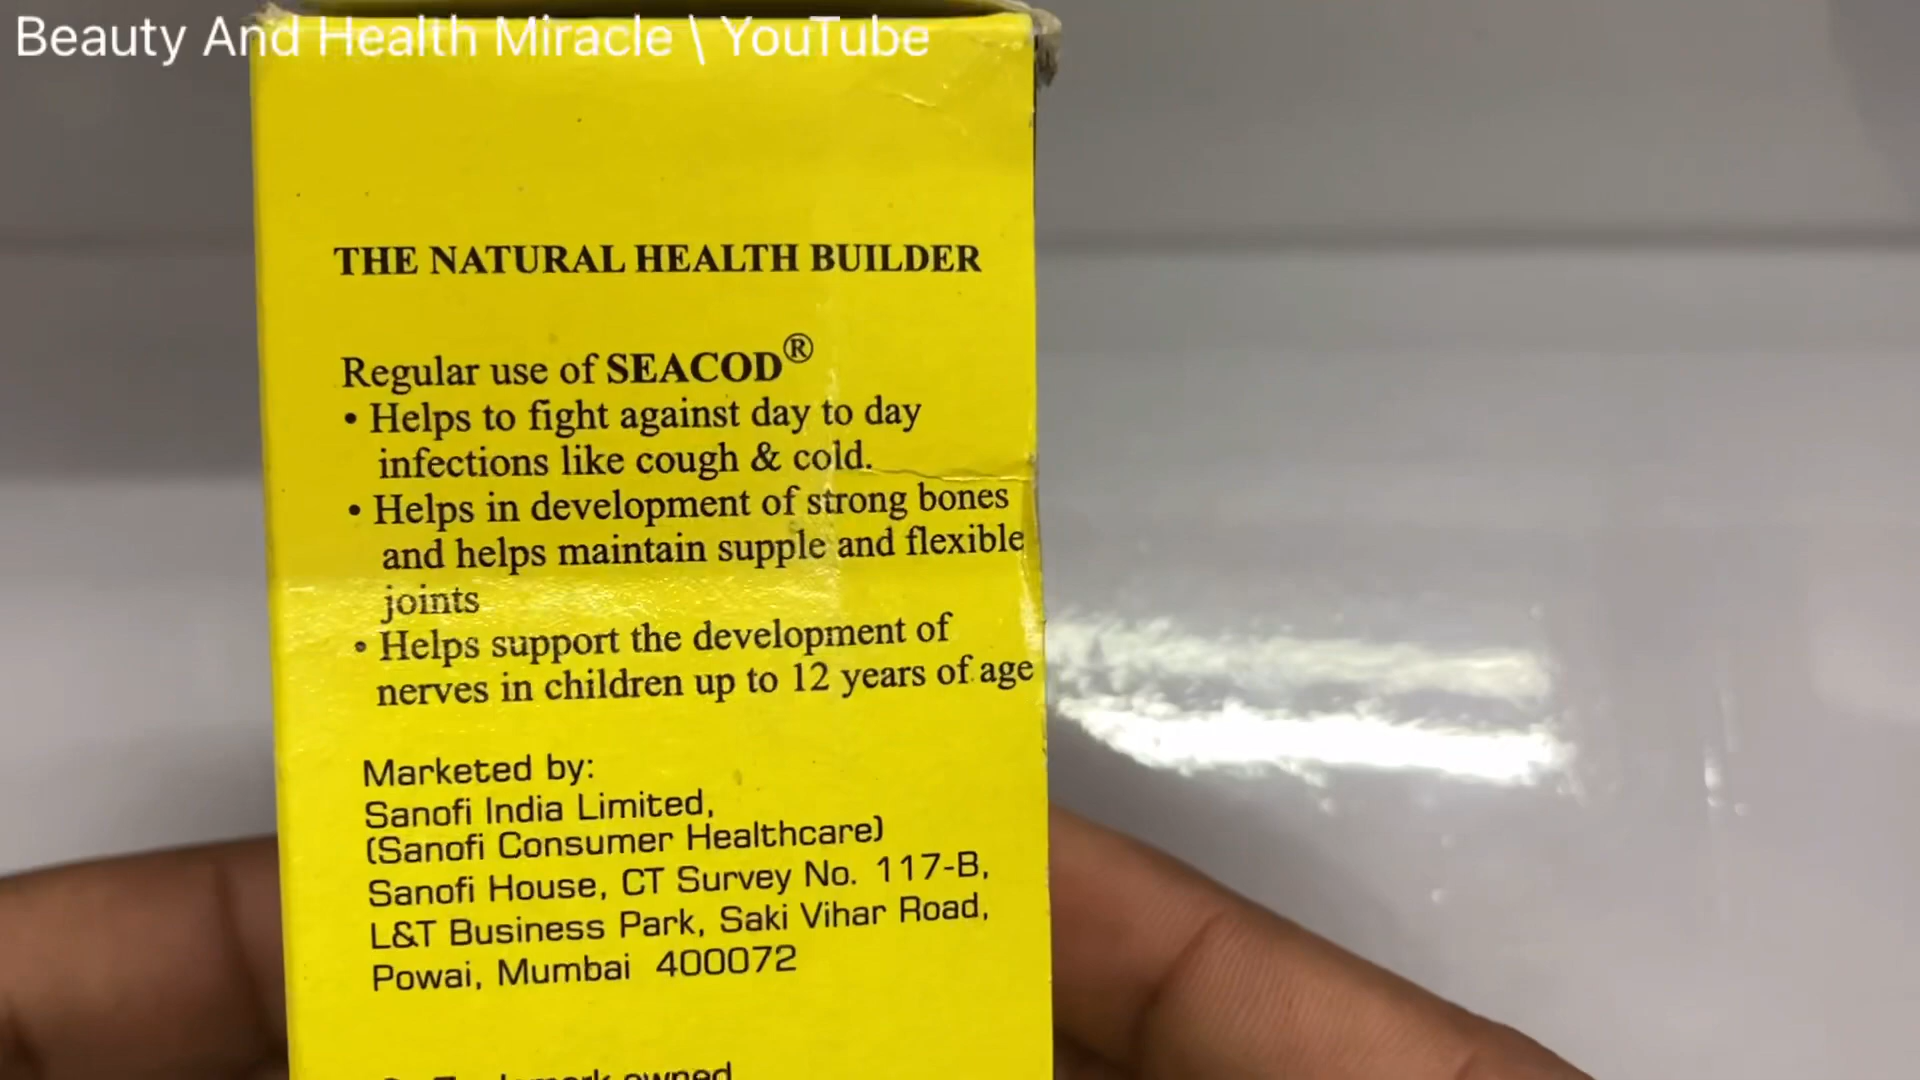 Beauty And Health Miracle \ YouTube
THE NATURAL HEALTH BUILDER
Regular use of SEACOD®
• Helps to fight against day to day
infections like cough & cold.
• Helps in development of strong bones
and helps maintain supple and flexible
joints
• Helps support the development of
nerves in children up to 12 years of age
Marketed by:
Sanofi India Limited,
(Sanofi Consumer Healthcare)
Sanofi House, CT Survey No. 117-B,
L&T Business Park, Saki Vihar Road,
Powai, Mumbai 400072
Trademark owned